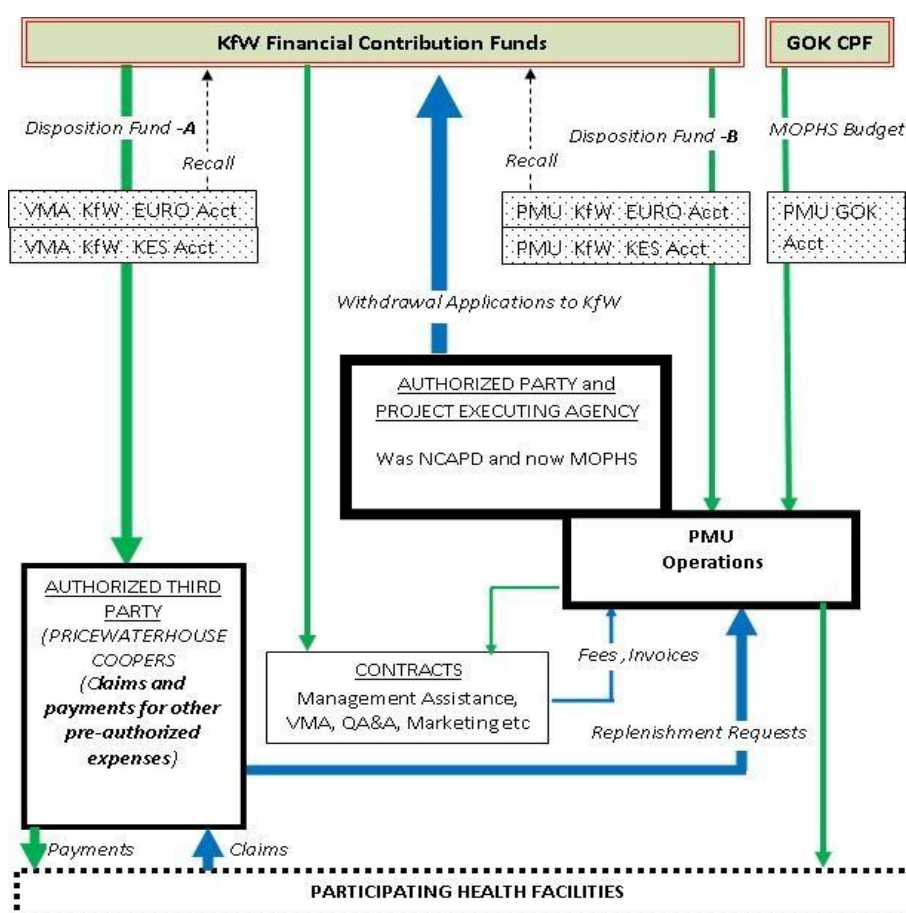 KfW Financial Contribution Funds
GOK CPF
Disposition Fund -A
Recall
Recall
Disposition Fund -B
MOPHS Budget
VMA KfW EURO Acct
VMA KfW KES Acct
PMU KfW EURO Acct
PMU KfW KES Acct
PMU GOK
Acct
Withdrawal Applications to KfW
AUTHORIZED PARTY and
PROJECT EXECUTING AGENCY
Was NCAPD and now MOPHS
PMU
Operations
AUTHORIZED THIRD
PARTY
(PRICEWATERHOUSE
COOPERS
(Claims and
payments for other
pre-authorized
expenses)
CONTRACTS
Management Assistance,
VMA, QA&A, Marketing etc
Fees , Invoices
Replenishment Requests
Payments
Claims
PARTICIPATING HEALTH FACILITIES